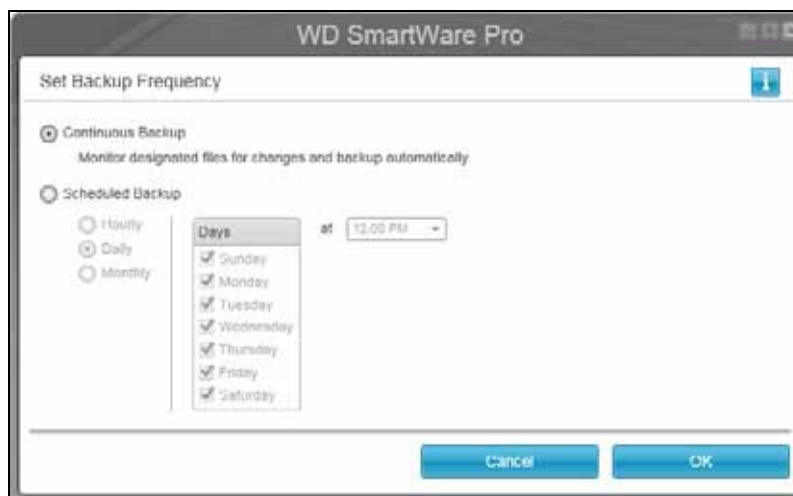 WD SmartWare Pro
Set Backup Frequency
Continuous Backup
Monitor designated files for changes and backup automatically
Scheduled Backup
Hourly
Daily
Monthly
Days
Sunday
Monday
Tuesday
Wednesday
Thursday
Friday
Saturday
at 12:00 PM
Cancel OK